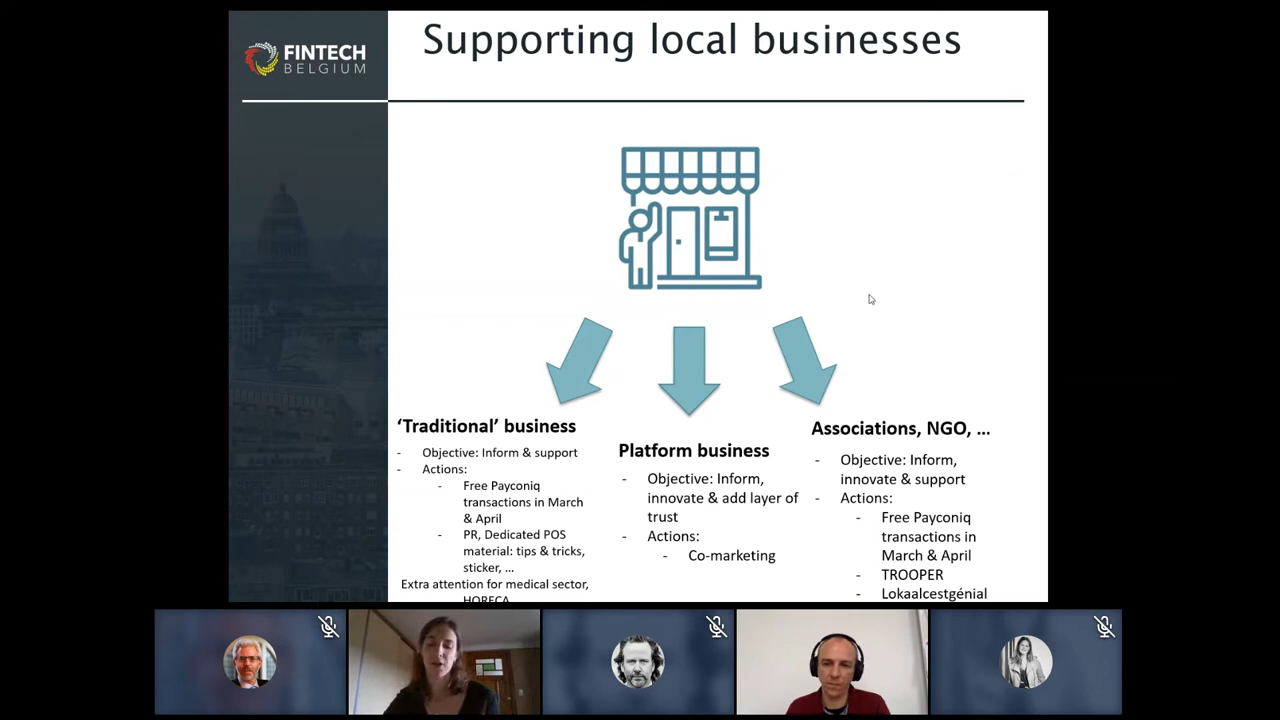 FINTECH
BELGIUM
Supporting local businesses
'Traditional' business
- Objective: Inform & support
- Actions:
- Free Payconiq
transactions in March
& April
- PR, Dedicated POS
material: tips & tricks,
sticker, ...
Extra attention for medical sector,
HORECA
Platform business
- Objective: Inform,
innovate & add layer of
trust
- Actions:
- Co-marketing
Associations, NGO, ...
- Objective: Inform,
innovate & support
- Actions:
- Free Payconiq
transactions in
March & April
- TROOPER
- Lokaalcestgénial